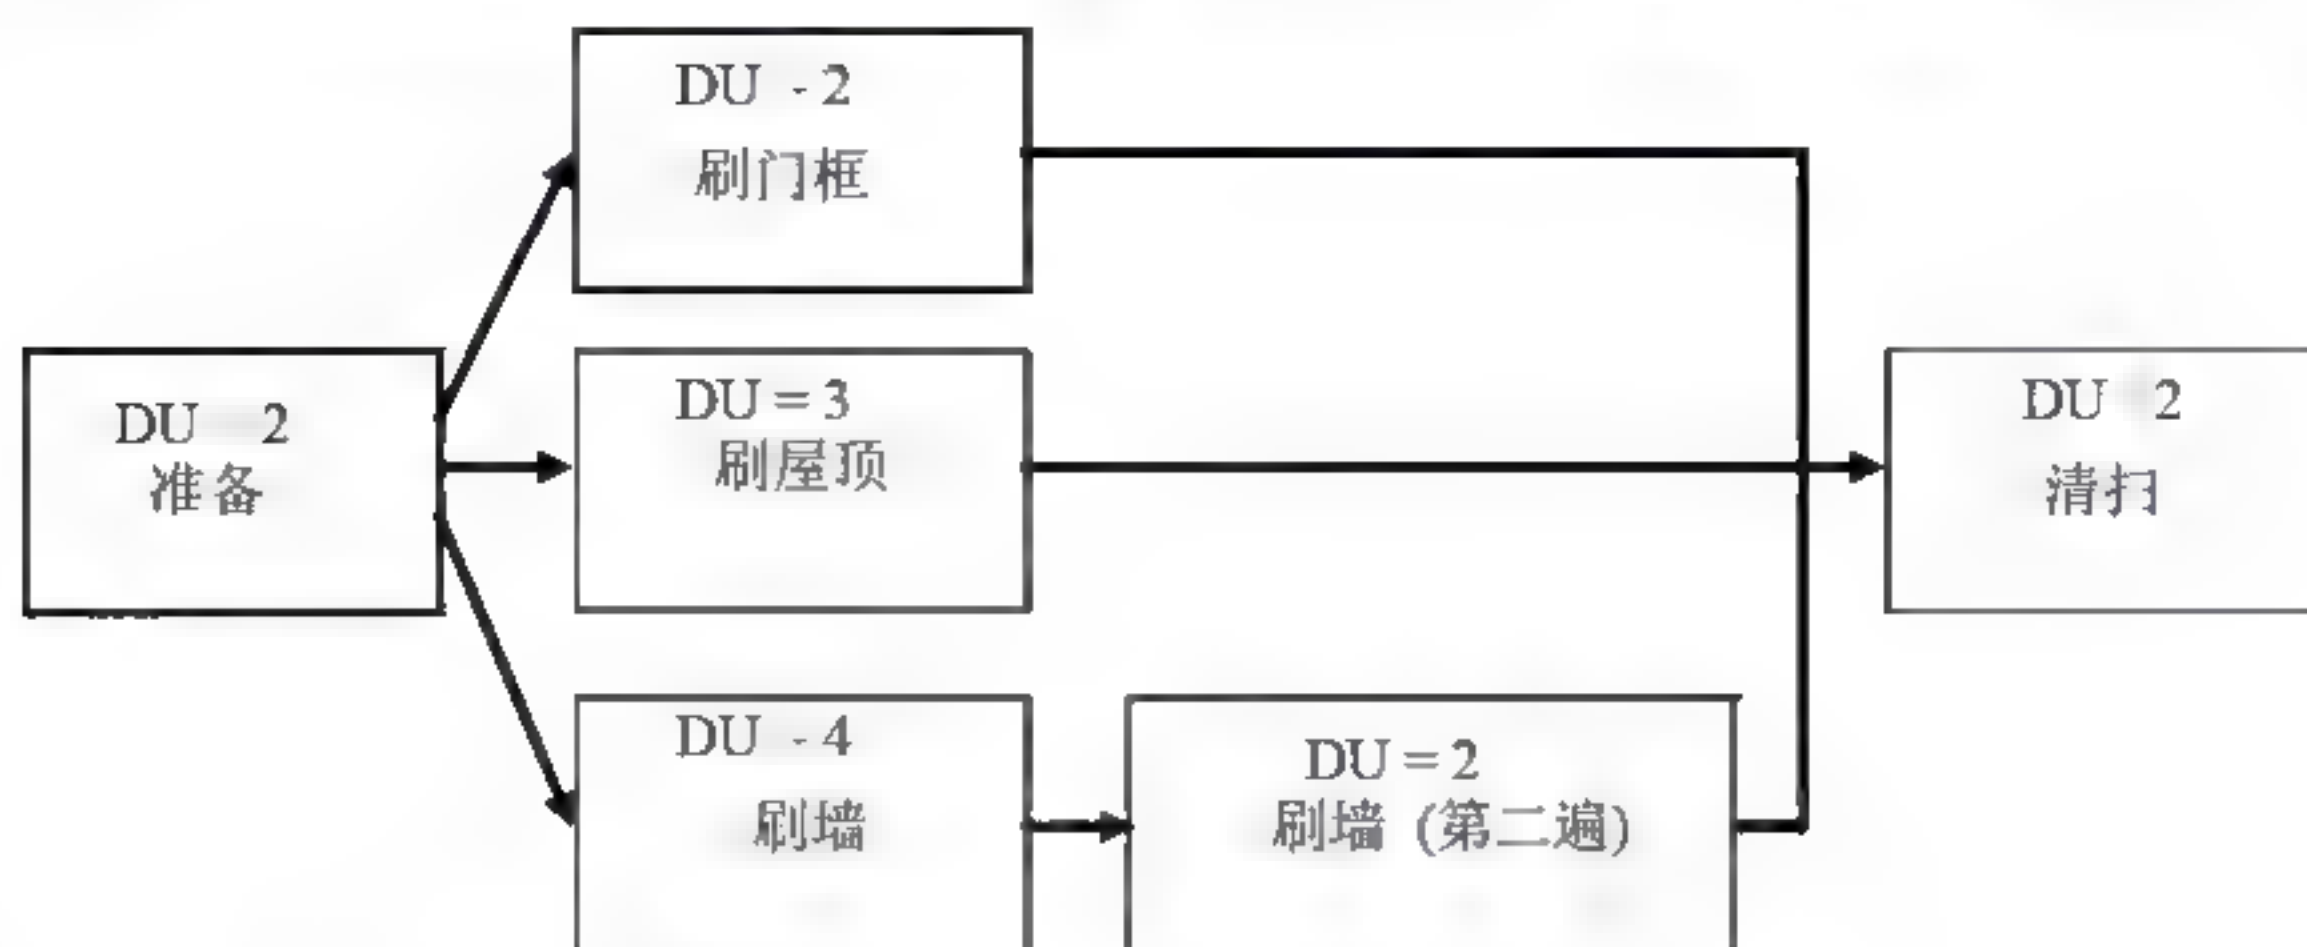 DU - 2
刷门框
DU 2
准备
DU = 3
刷屋顶
DU 2
清扫
DU - 4
刷墙
DU = 2
刷墙 (第二遍)